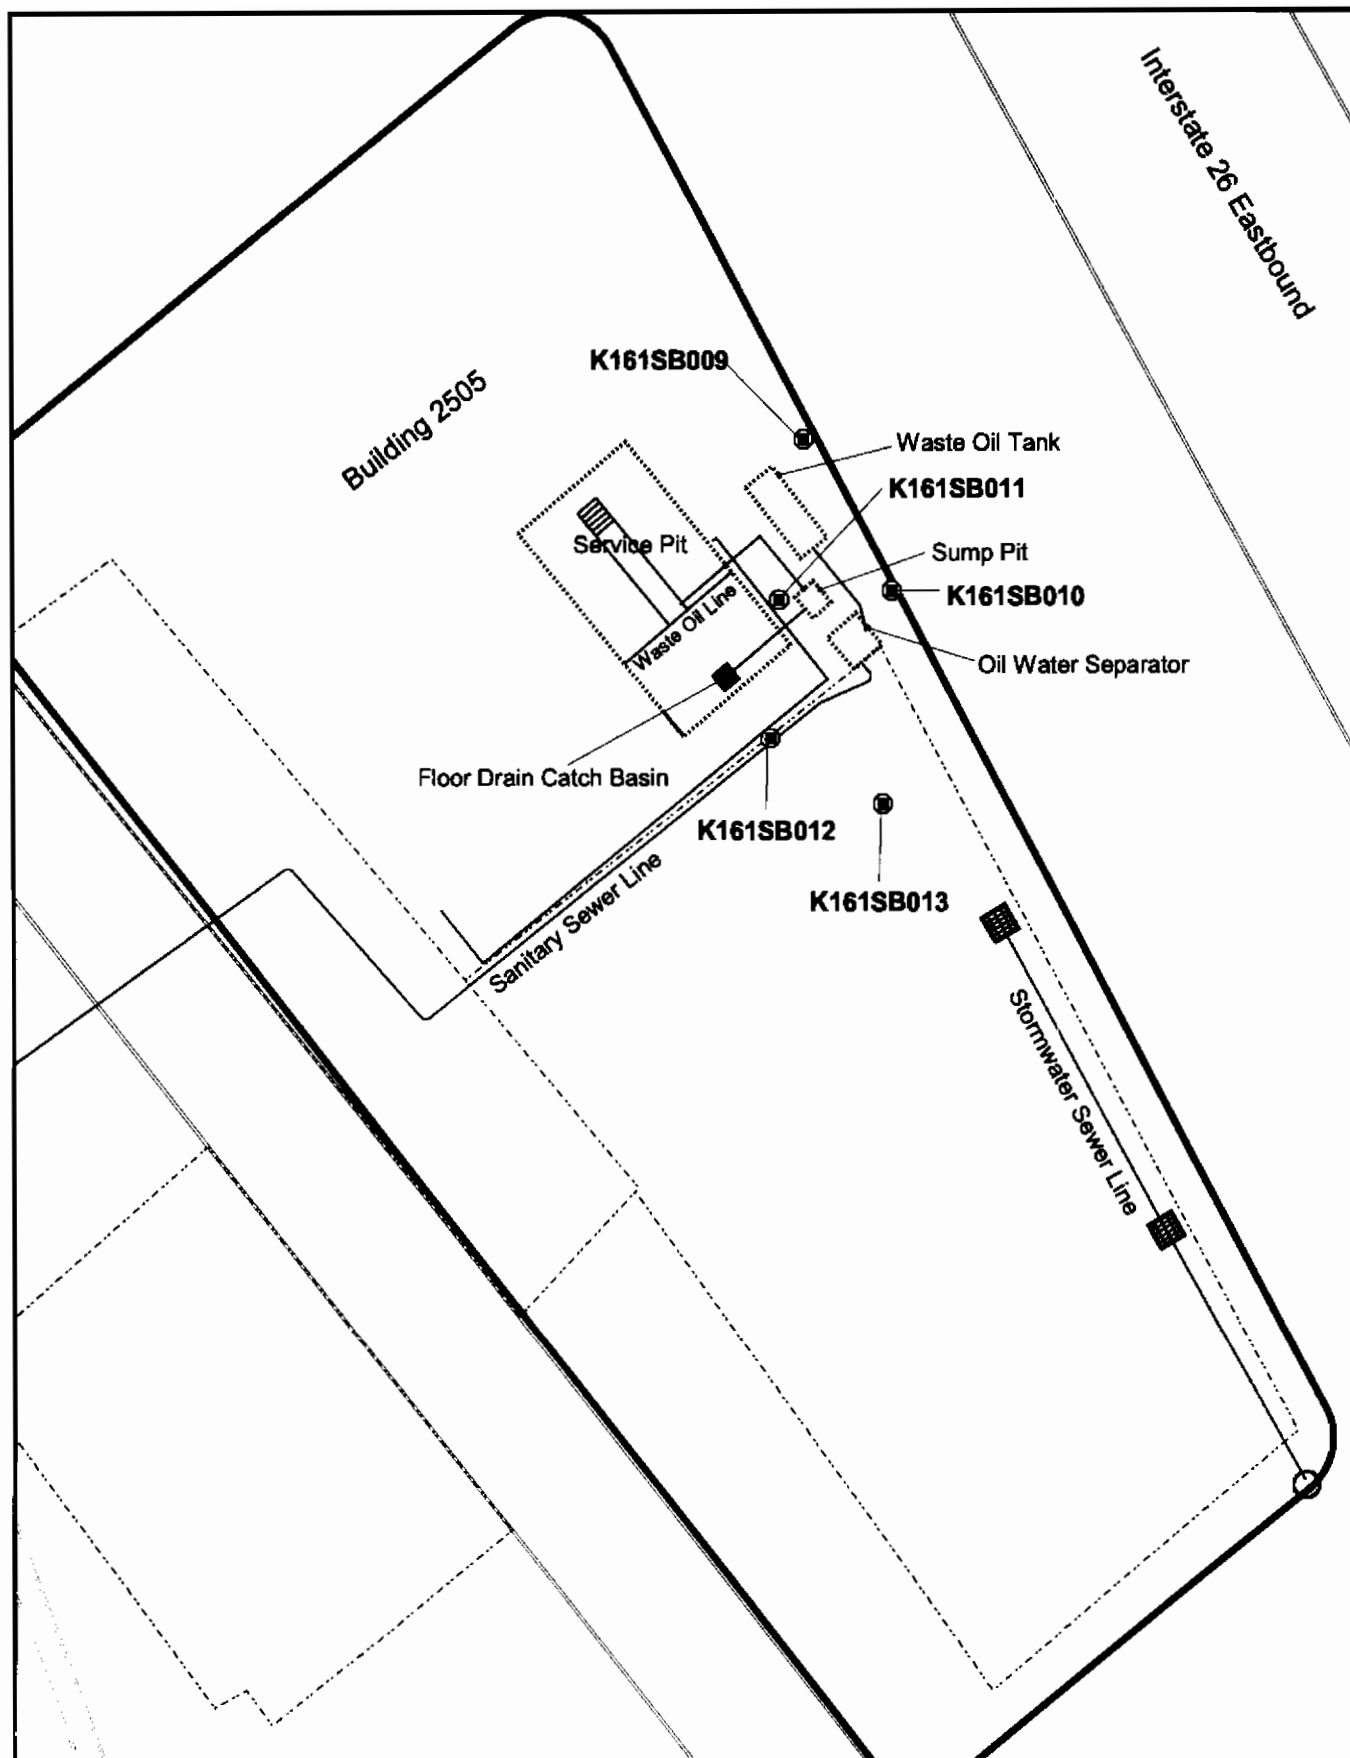 Interstate 26 Eastbound
K161SB009
Building 2505
Waste Oil Tank
K161SB011
Service Pit
Sump Pit
K161SB010
Waste Oil Line
Oil Water Separator
Floor Drain Catch Basin
K161SB012
Sanitary Sewer Line
K161SB013
Stormwater Sewer Line